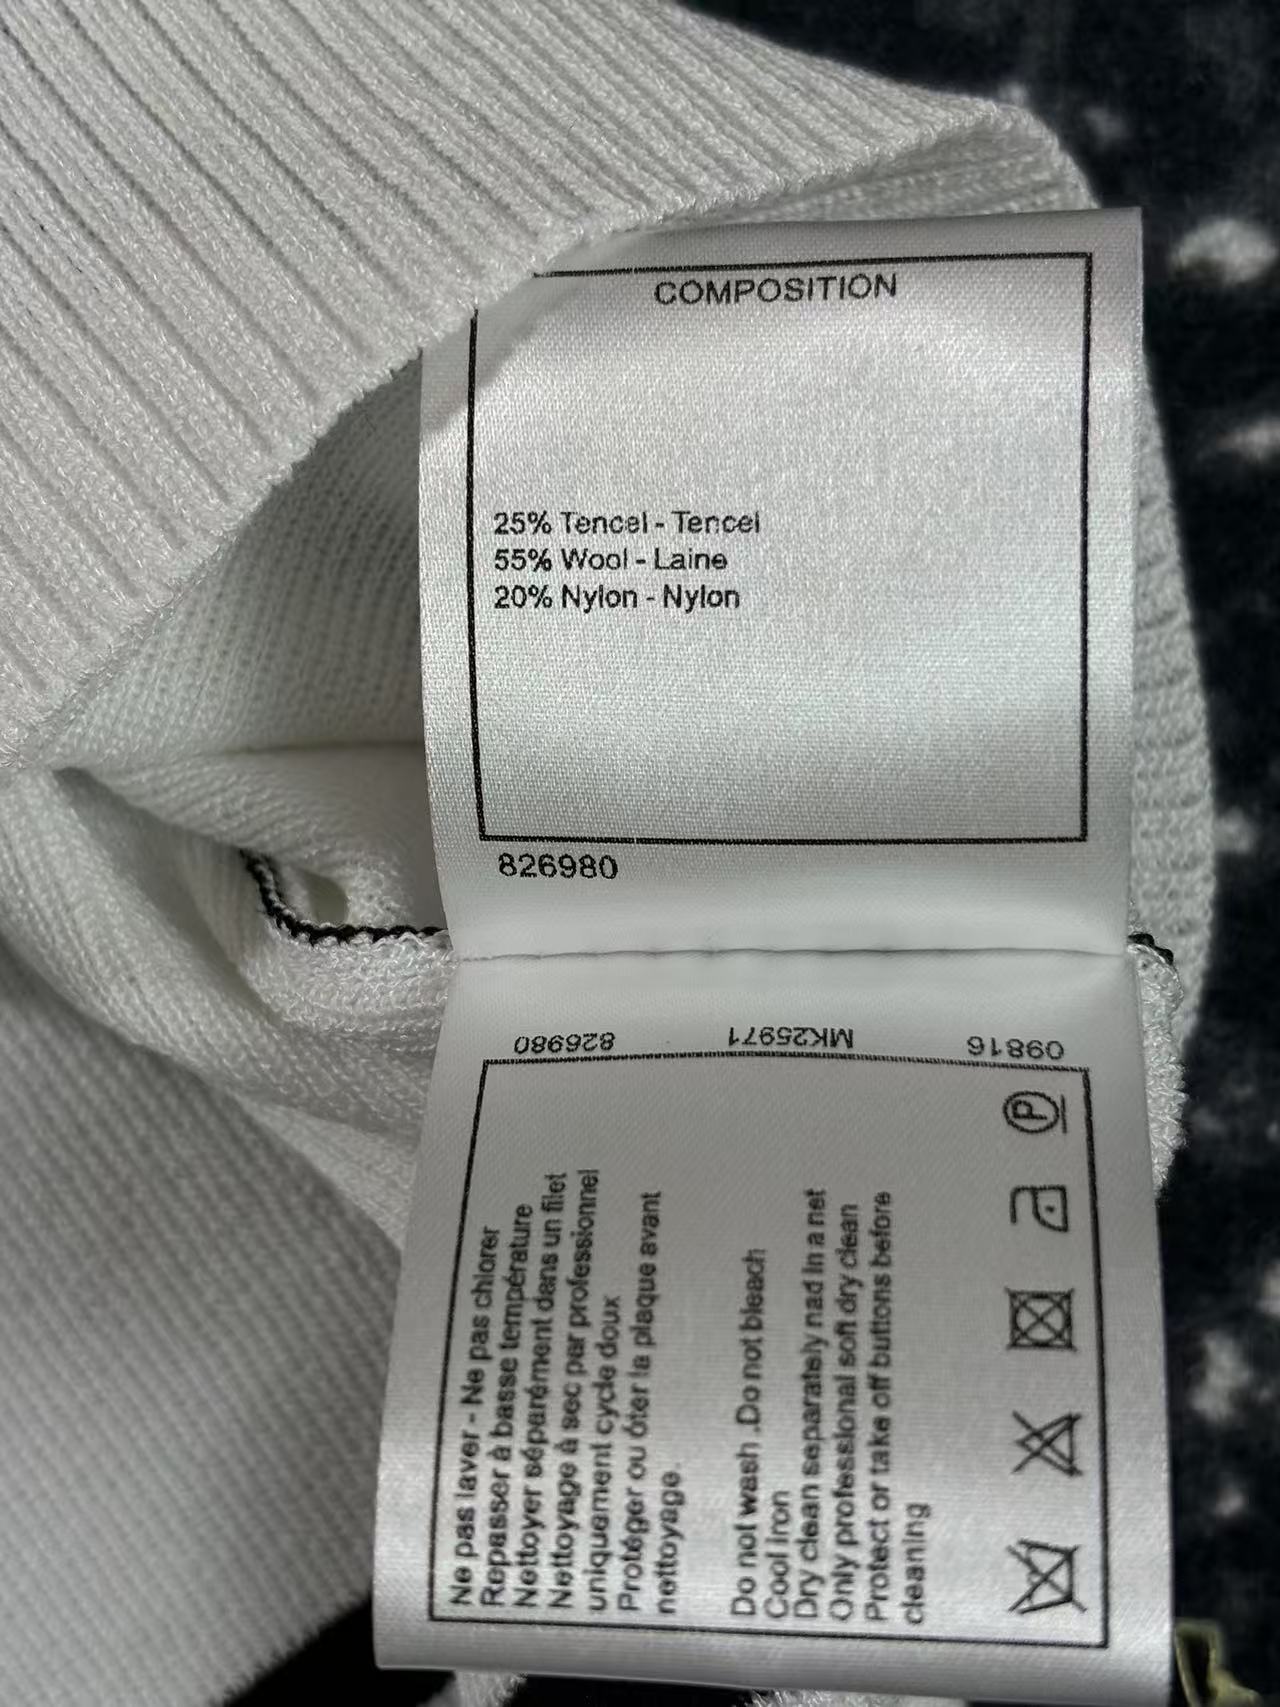 COMPOSITION
25% Tencel - Tencel
55% Wool - Laine
20% Nylon - Nylon
826980
09816
MK25971
826980
Ne pas laver - Ne pas chlorer
Repasser à basse température
Nettoyer séparément dans un filet
Nettoyage à sec par professionnel
uniquement cycle doux
Protéger ou ôter la plaque avant
nettoyage.
Do not wash .Do not bleach
Cool iron
Dry clean separately nad in a net
Only professional soft dry clean
Protect or take off buttons before
cleaning
P